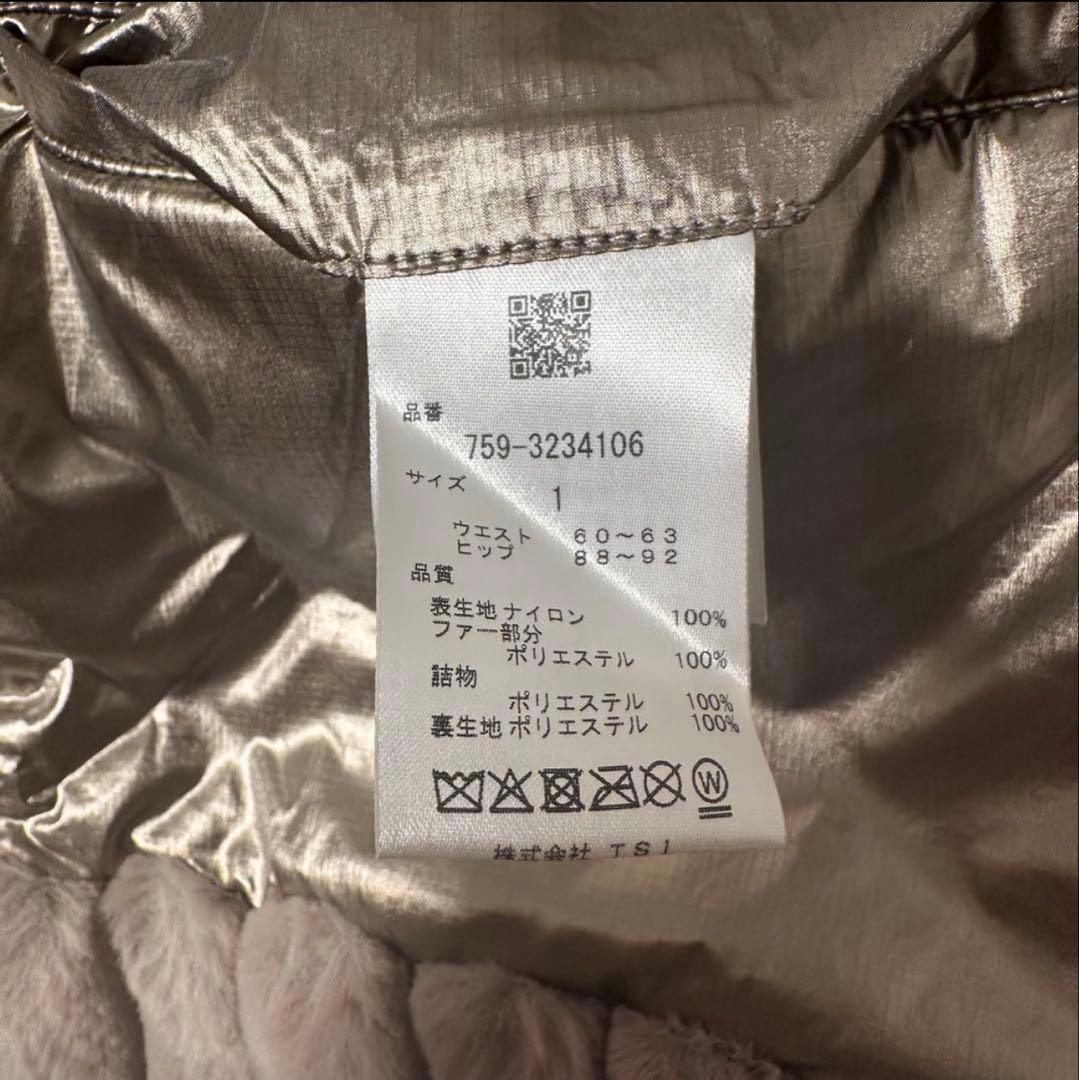 品番
759-3234106
サイズ
1
ウエスト 60～63
ヒップ 88～92
品質
表生地 ナイロン 100%
ファー部分
ポリエステル 100%
詰物
ポリエステル 100%
裏生地 ポリエステル 100%
W
株式会社 TSI